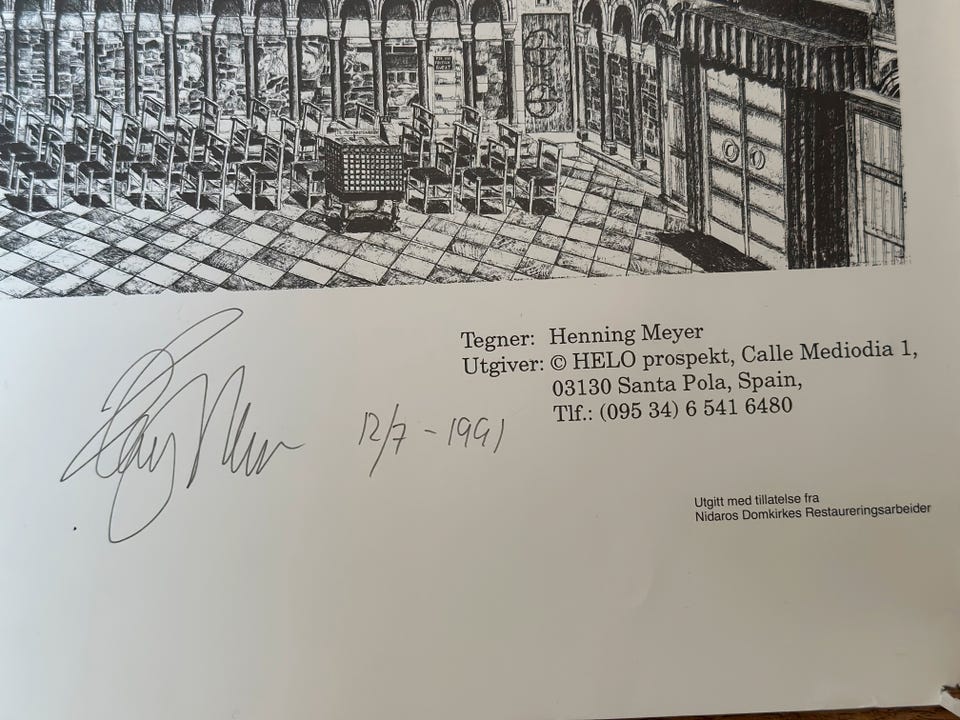 Tegner: Henning Meyer
Utgiver: © HELO prospekt, Calle Mediodia 1,
03130 Santa Pola, Spain,
Tlf.: (095 34) 6 541 6480
12/7 - 1991
Utgitt med tillatelse fra
Nidaros Domkirkes Restaureringsarbeider